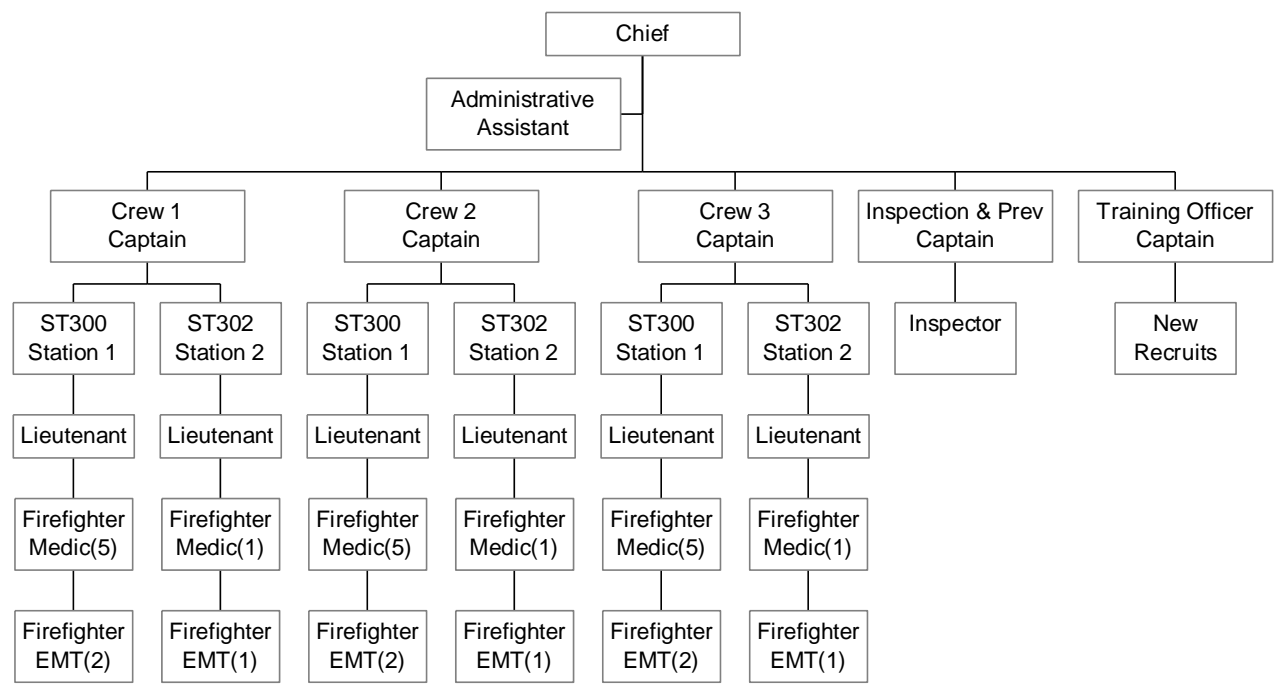 Chief
Administrative
Assistant
Crew 1
Captain
Crew 2
Captain
Crew 3
Captain
Inspection & Prev
Captain
Training Officer
Captain
ST300
Station 1
ST302
Station 2
ST300
Station 1
ST302
Station 2
ST300
Station 1
ST302
Station 2
Inspector
New
Recruits
Lieutenant
Lieutenant
Lieutenant
Lieutenant
Lieutenant
Lieutenant
Firefighter
Medic(5)
Firefighter
Medic(1)
Firefighter
Medic(5)
Firefighter
Medic(1)
Firefighter
Medic(5)
Firefighter
Medic(1)
Firefighter
EMT(2)
Firefighter
EMT(1)
Firefighter
EMT(2)
Firefighter
EMT(1)
Firefighter
EMT(2)
Firefighter
EMT(1)